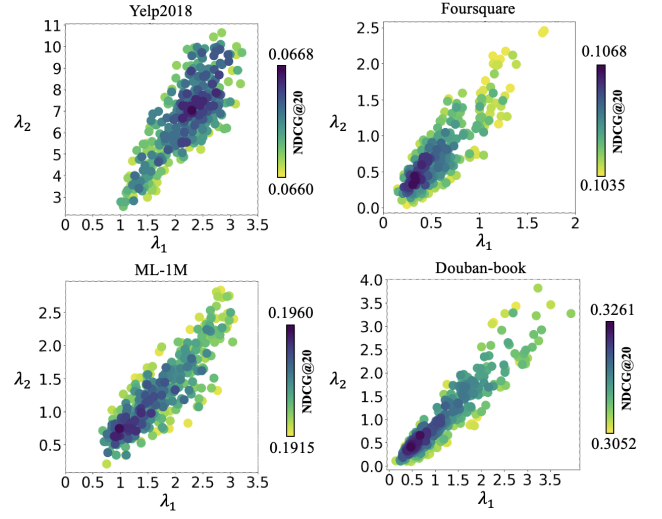 Yelp2018
11
10
9
8
7
6
5
4
3
λ2
0 0.5 1 1.5 2 2.5 3 3.5
λ1
0.0668
NDCG@20
0.0660
Foursquare
2.5
2.0
1.5
1.0
0.5
0.0
λ2
0 0.5 1 1.5 2
λ1
0.1068
NDCG@20
0.1035
ML-1M
2.5
2.0
1.5
1.0
0.5
λ2
0 0.5 1 1.5 2 2.5 3 3.5
λ1
0.1960
NDCG@20
0.1915
Douban-book
4.0
3.5
3.0
2.5
2.0
1.5
1.0
0.5
0.0
λ2
0 0.5 1 1.5 2 2.5 3 3.5
λ1
0.3261
NDCG@20
0.3052